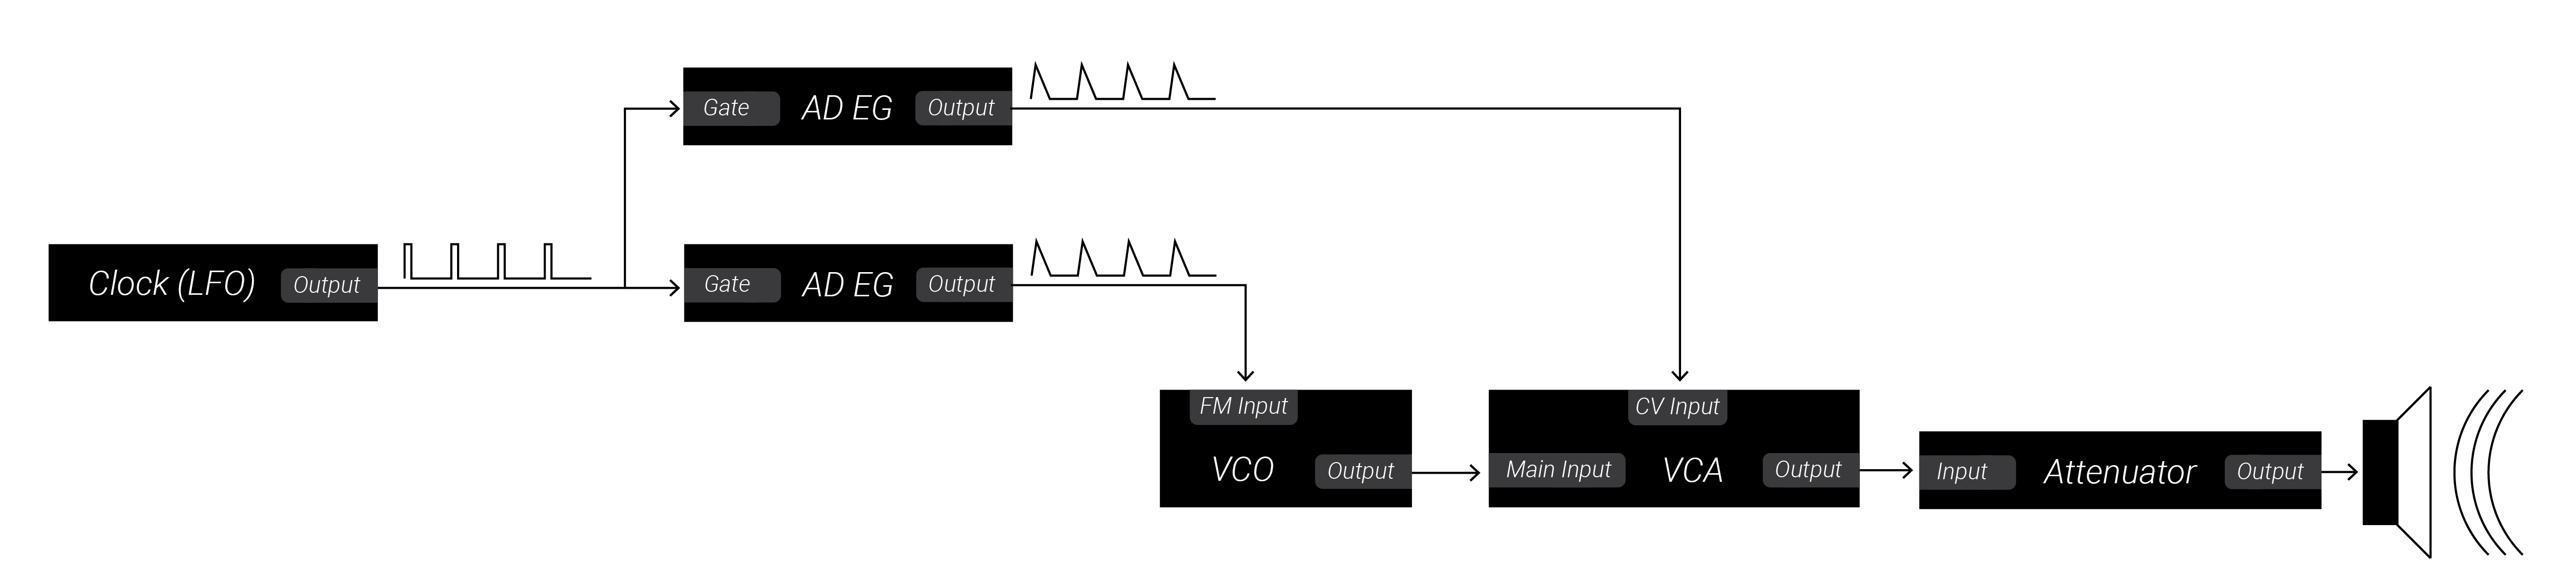 Gate AD EG Output
Clock (LFO) Output
Gate AD EG Output
FM Input
VCO Output
CV Input
Main Input VCA Output
Input Attenuator Output